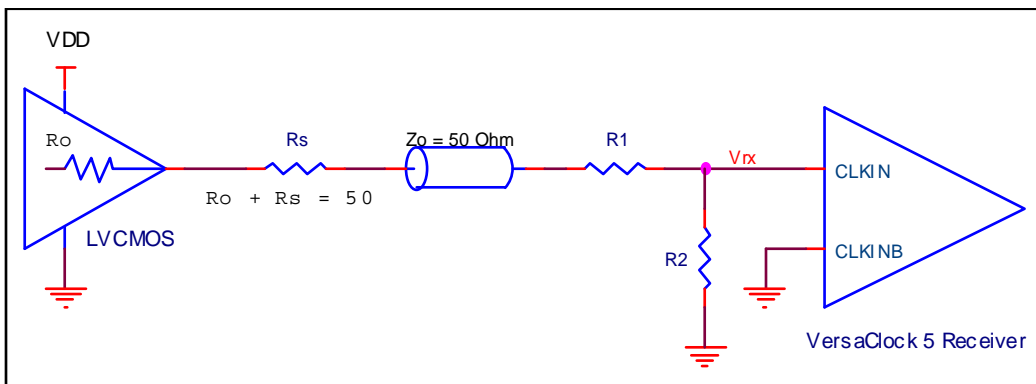 VDD
Ro
Rs
Zo = 50 Ohm
R1
Vrx
CLKIN
Ro + Rs = 50
LVCMOS
R2
CLKINB
VersaClock 5 Receiver